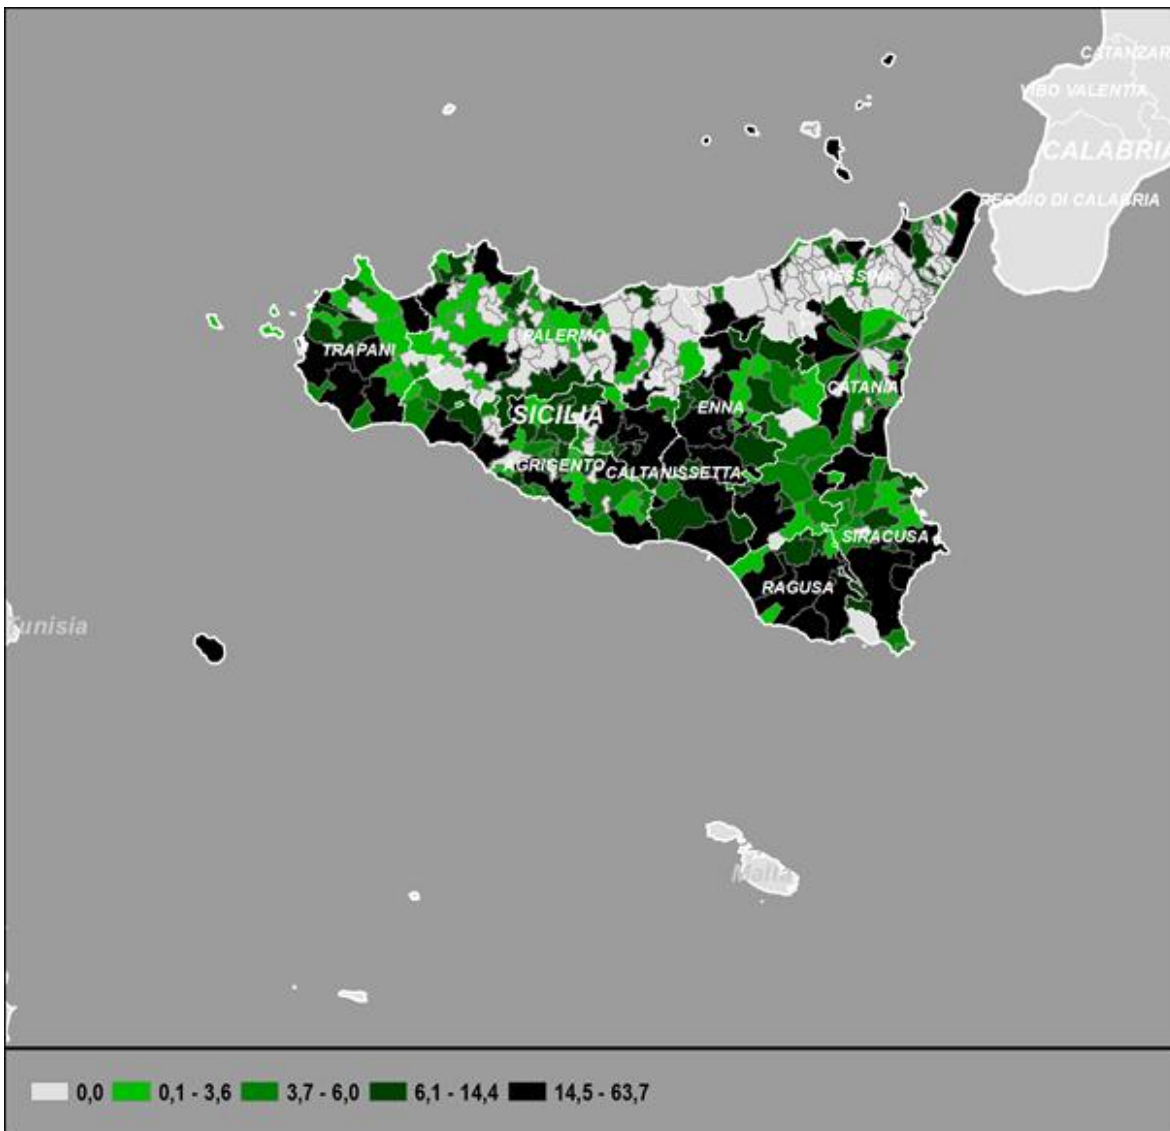 CATANZAR
VIBO VALENTIA
CALABRIA
REGGIO DI CALABRIA
MESSINA
PALERMO
TRAPANI
CATANIA
SICILIA
ENNA
AGRIGENTO
CALTANISSETTA
SIRACUSA
RAGUSA
Tunisia
Malta
0,0 0,1 - 3,6 3,7 - 6,0 6,1 - 14,4 14,5 - 63,7